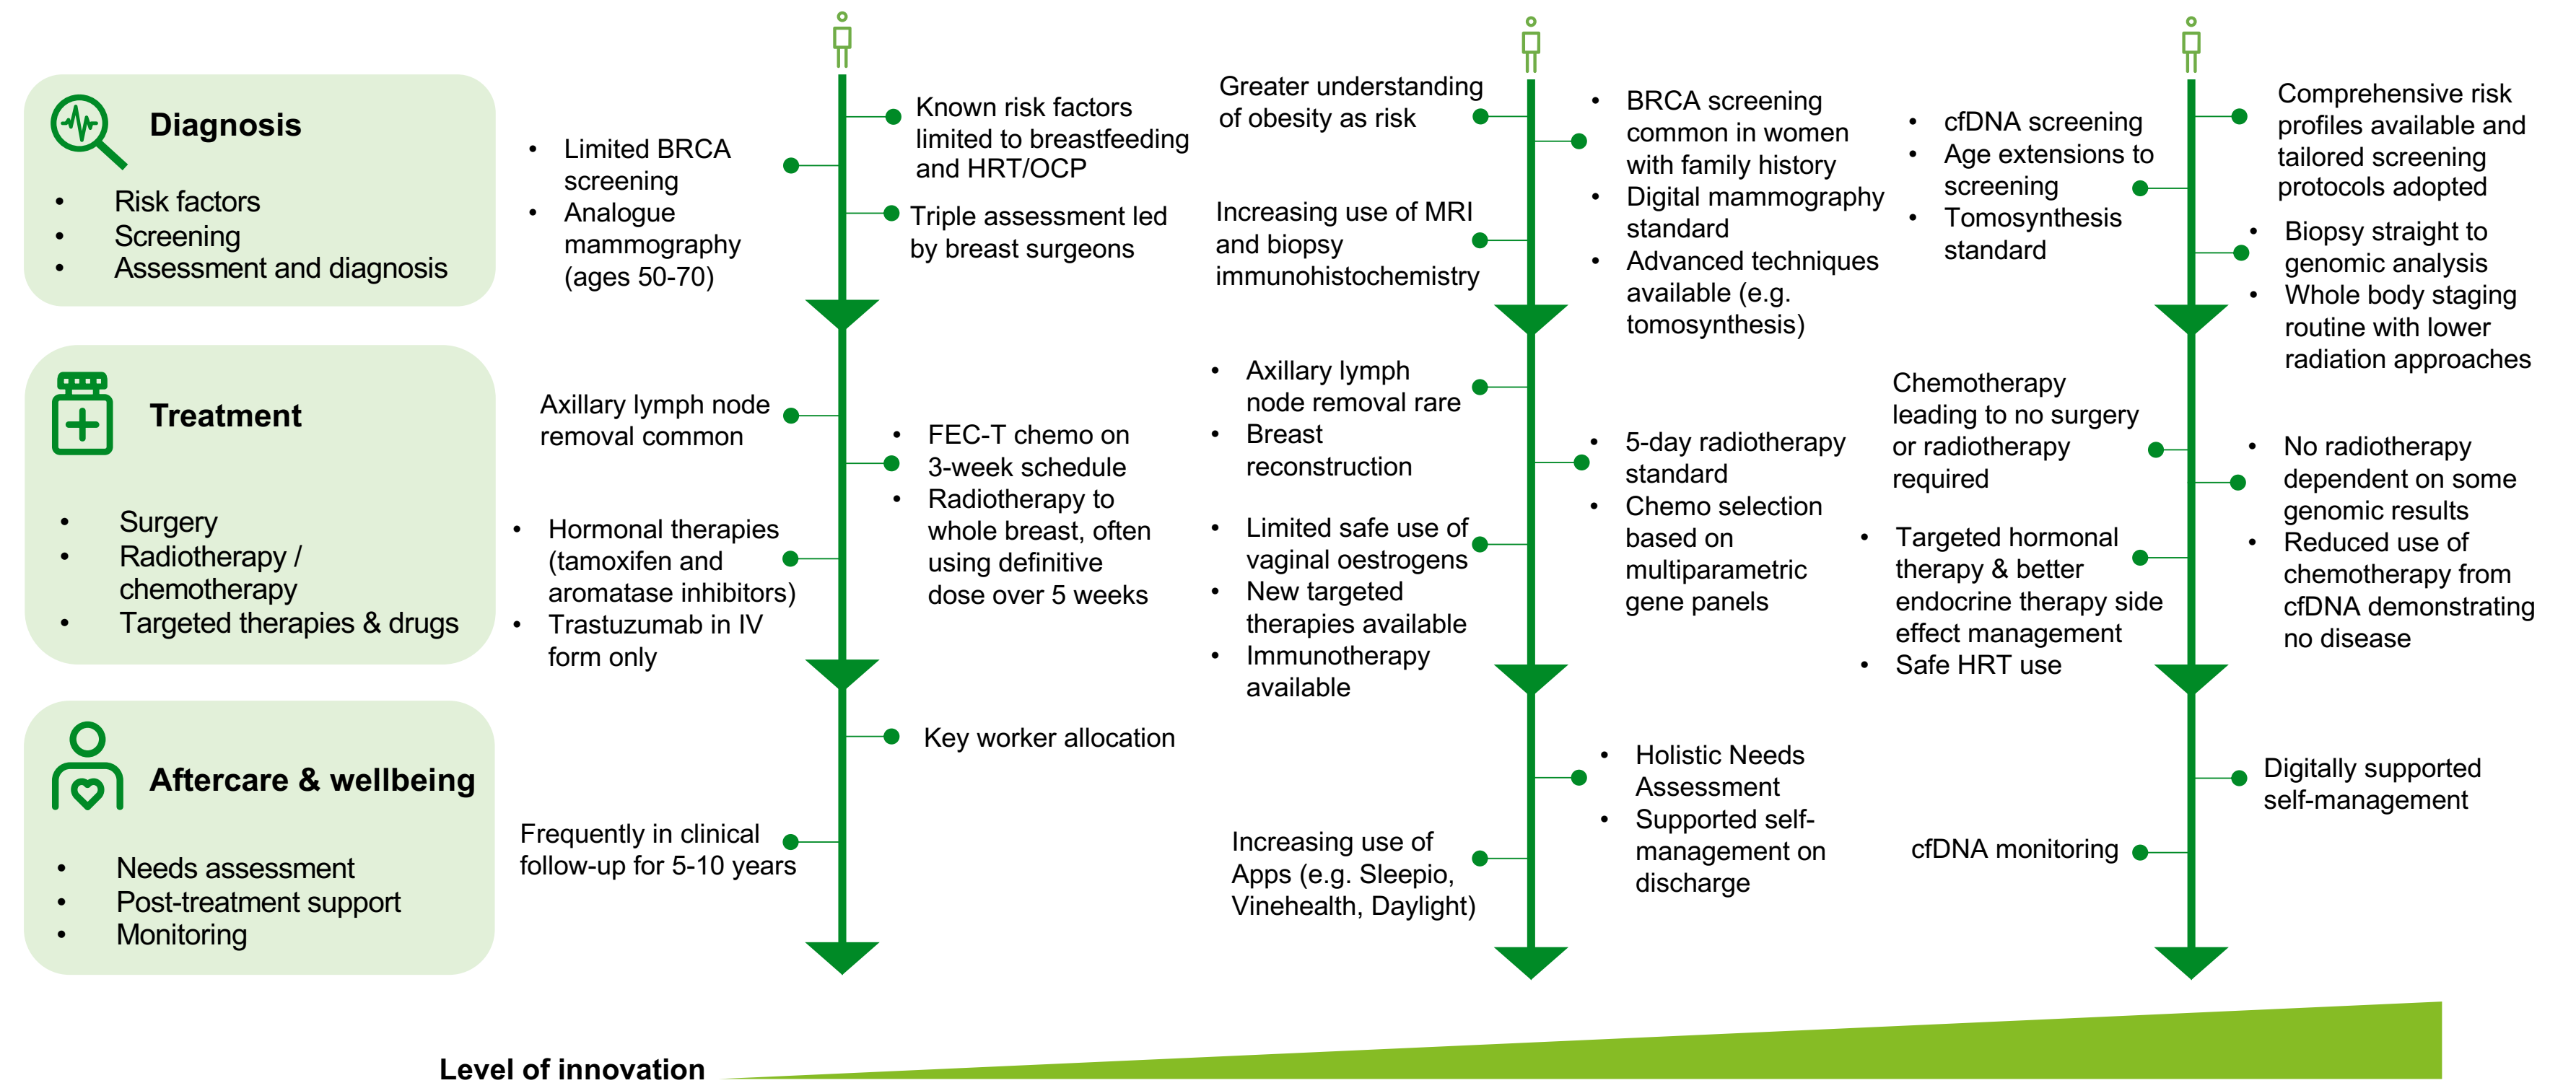 Diagnosis
• Risk factors
• Screening
• Assessment and diagnosis
Treatment
• Surgery
• Radiotherapy /
chemotherapy
• Targeted therapies & drugs
Aftercare & wellbeing
• Needs assessment
• Post-treatment support
• Monitoring
Known risk factors
limited to breastfeeding
and HRT/OCP
• Limited BRCA
screening
• Analogue
mammography
(ages 50-70)
Triple assessment led
by breast surgeons
Axillary lymph node
removal common
• FEC-T chemo on
3-week schedule
• Radiotherapy to
whole breast, often
using definitive
dose over 5 weeks
• Hormonal therapies
(tamoxifen and
aromatase inhibitors)
• Trastuzumab in IV
form only
Key worker allocation
Frequently in clinical
follow-up for 5-10 years
Greater understanding
of obesity as risk
• BRCA screening
common in women
with family history
• Digital mammography
standard
• Advanced techniques
available (e.g.
tomosynthesis)
Increasing use of MRI
and biopsy
immunohistochemistry
• Axillary lymph
node removal rare
• Breast
reconstruction
• 5-day radiotherapy
standard
• Chemo selection
based on
multiparametric
gene panels
• Limited safe use of
vaginal oestrogens
• New targeted
therapies available
• Immunotherapy
available
• Holistic Needs
Assessment
• Supported self-
management on
discharge
Increasing use of
Apps (e.g. Sleepio,
Vinehealth, Daylight)
Comprehensive risk
profiles available and
tailored screening
protocols adopted
• cfDNA screening
• Age extensions to
screening
• Tomosynthesis
standard
• Biopsy straight to
genomic analysis
• Whole body staging
routine with lower
radiation approaches
Chemotherapy
leading to no surgery
or radiotherapy
required
• No radiotherapy
dependent on some
genomic results
• Reduced use of
chemotherapy from
cfDNA demonstrating
no disease
• Targeted hormonal
therapy & better
endocrine therapy side
effect management
• Safe HRT use
Digitally supported
self-management
cfDNA monitoring
Level of innovation